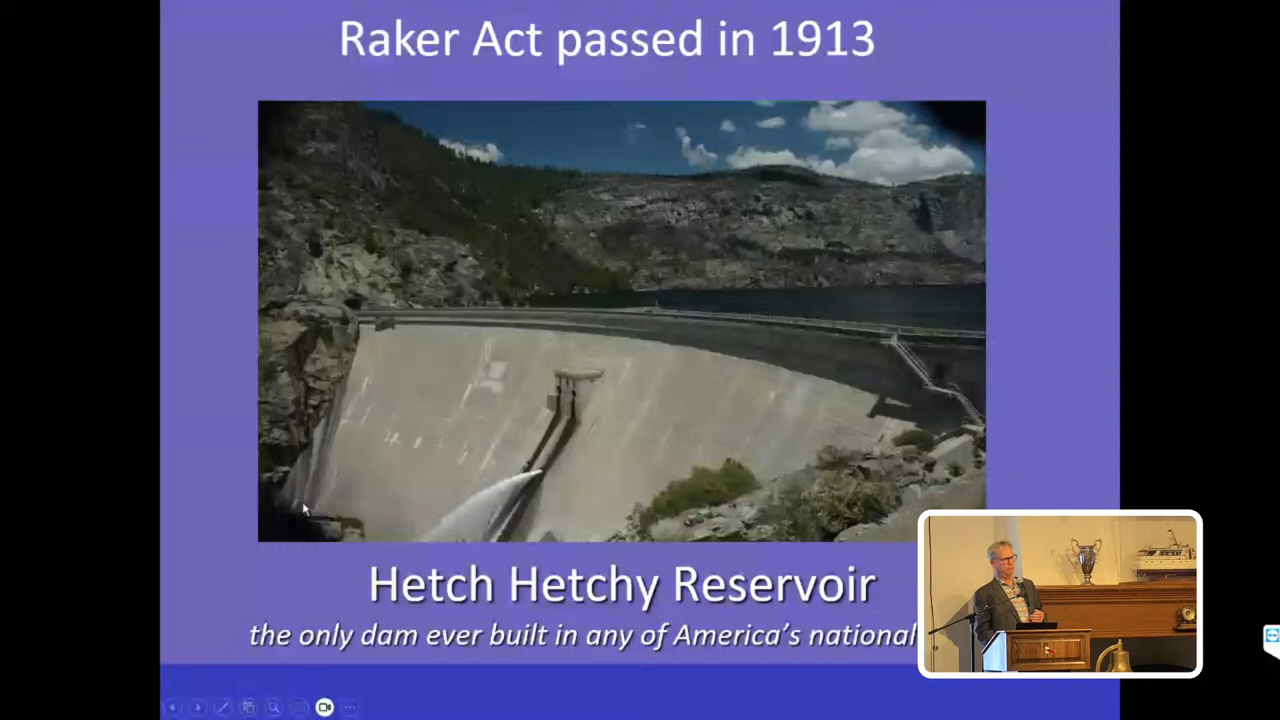 Raker Act passed in 1913
Hetch Hetchy Reservoir
the only dam ever built in any of America's national